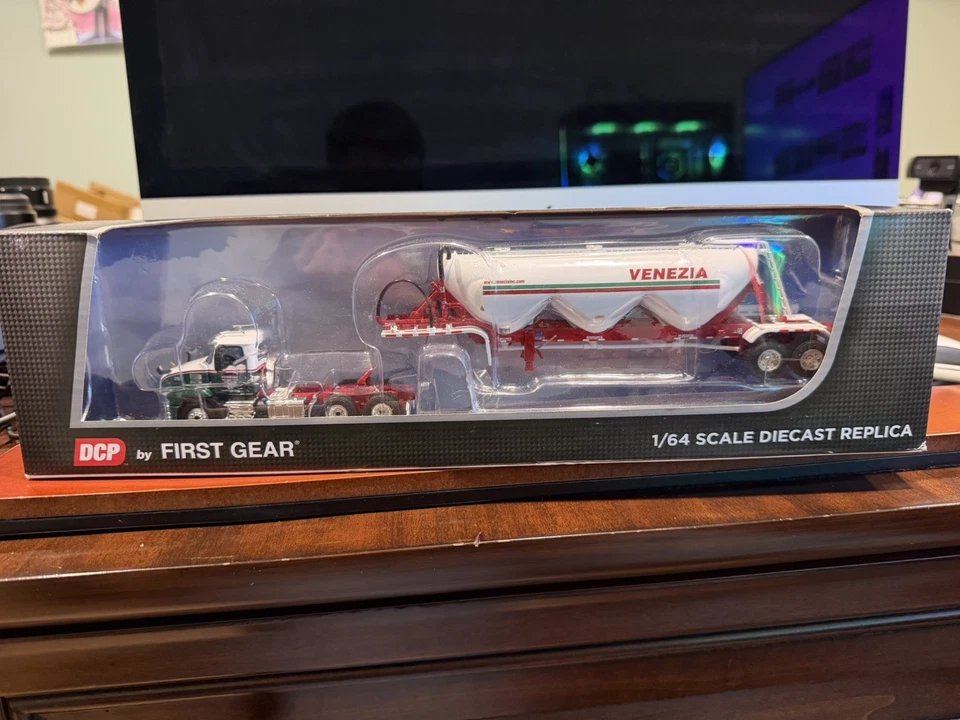 VENEZIA
DCP by FIRST GEAR®
1/64 SCALE DIECAST REPLICA